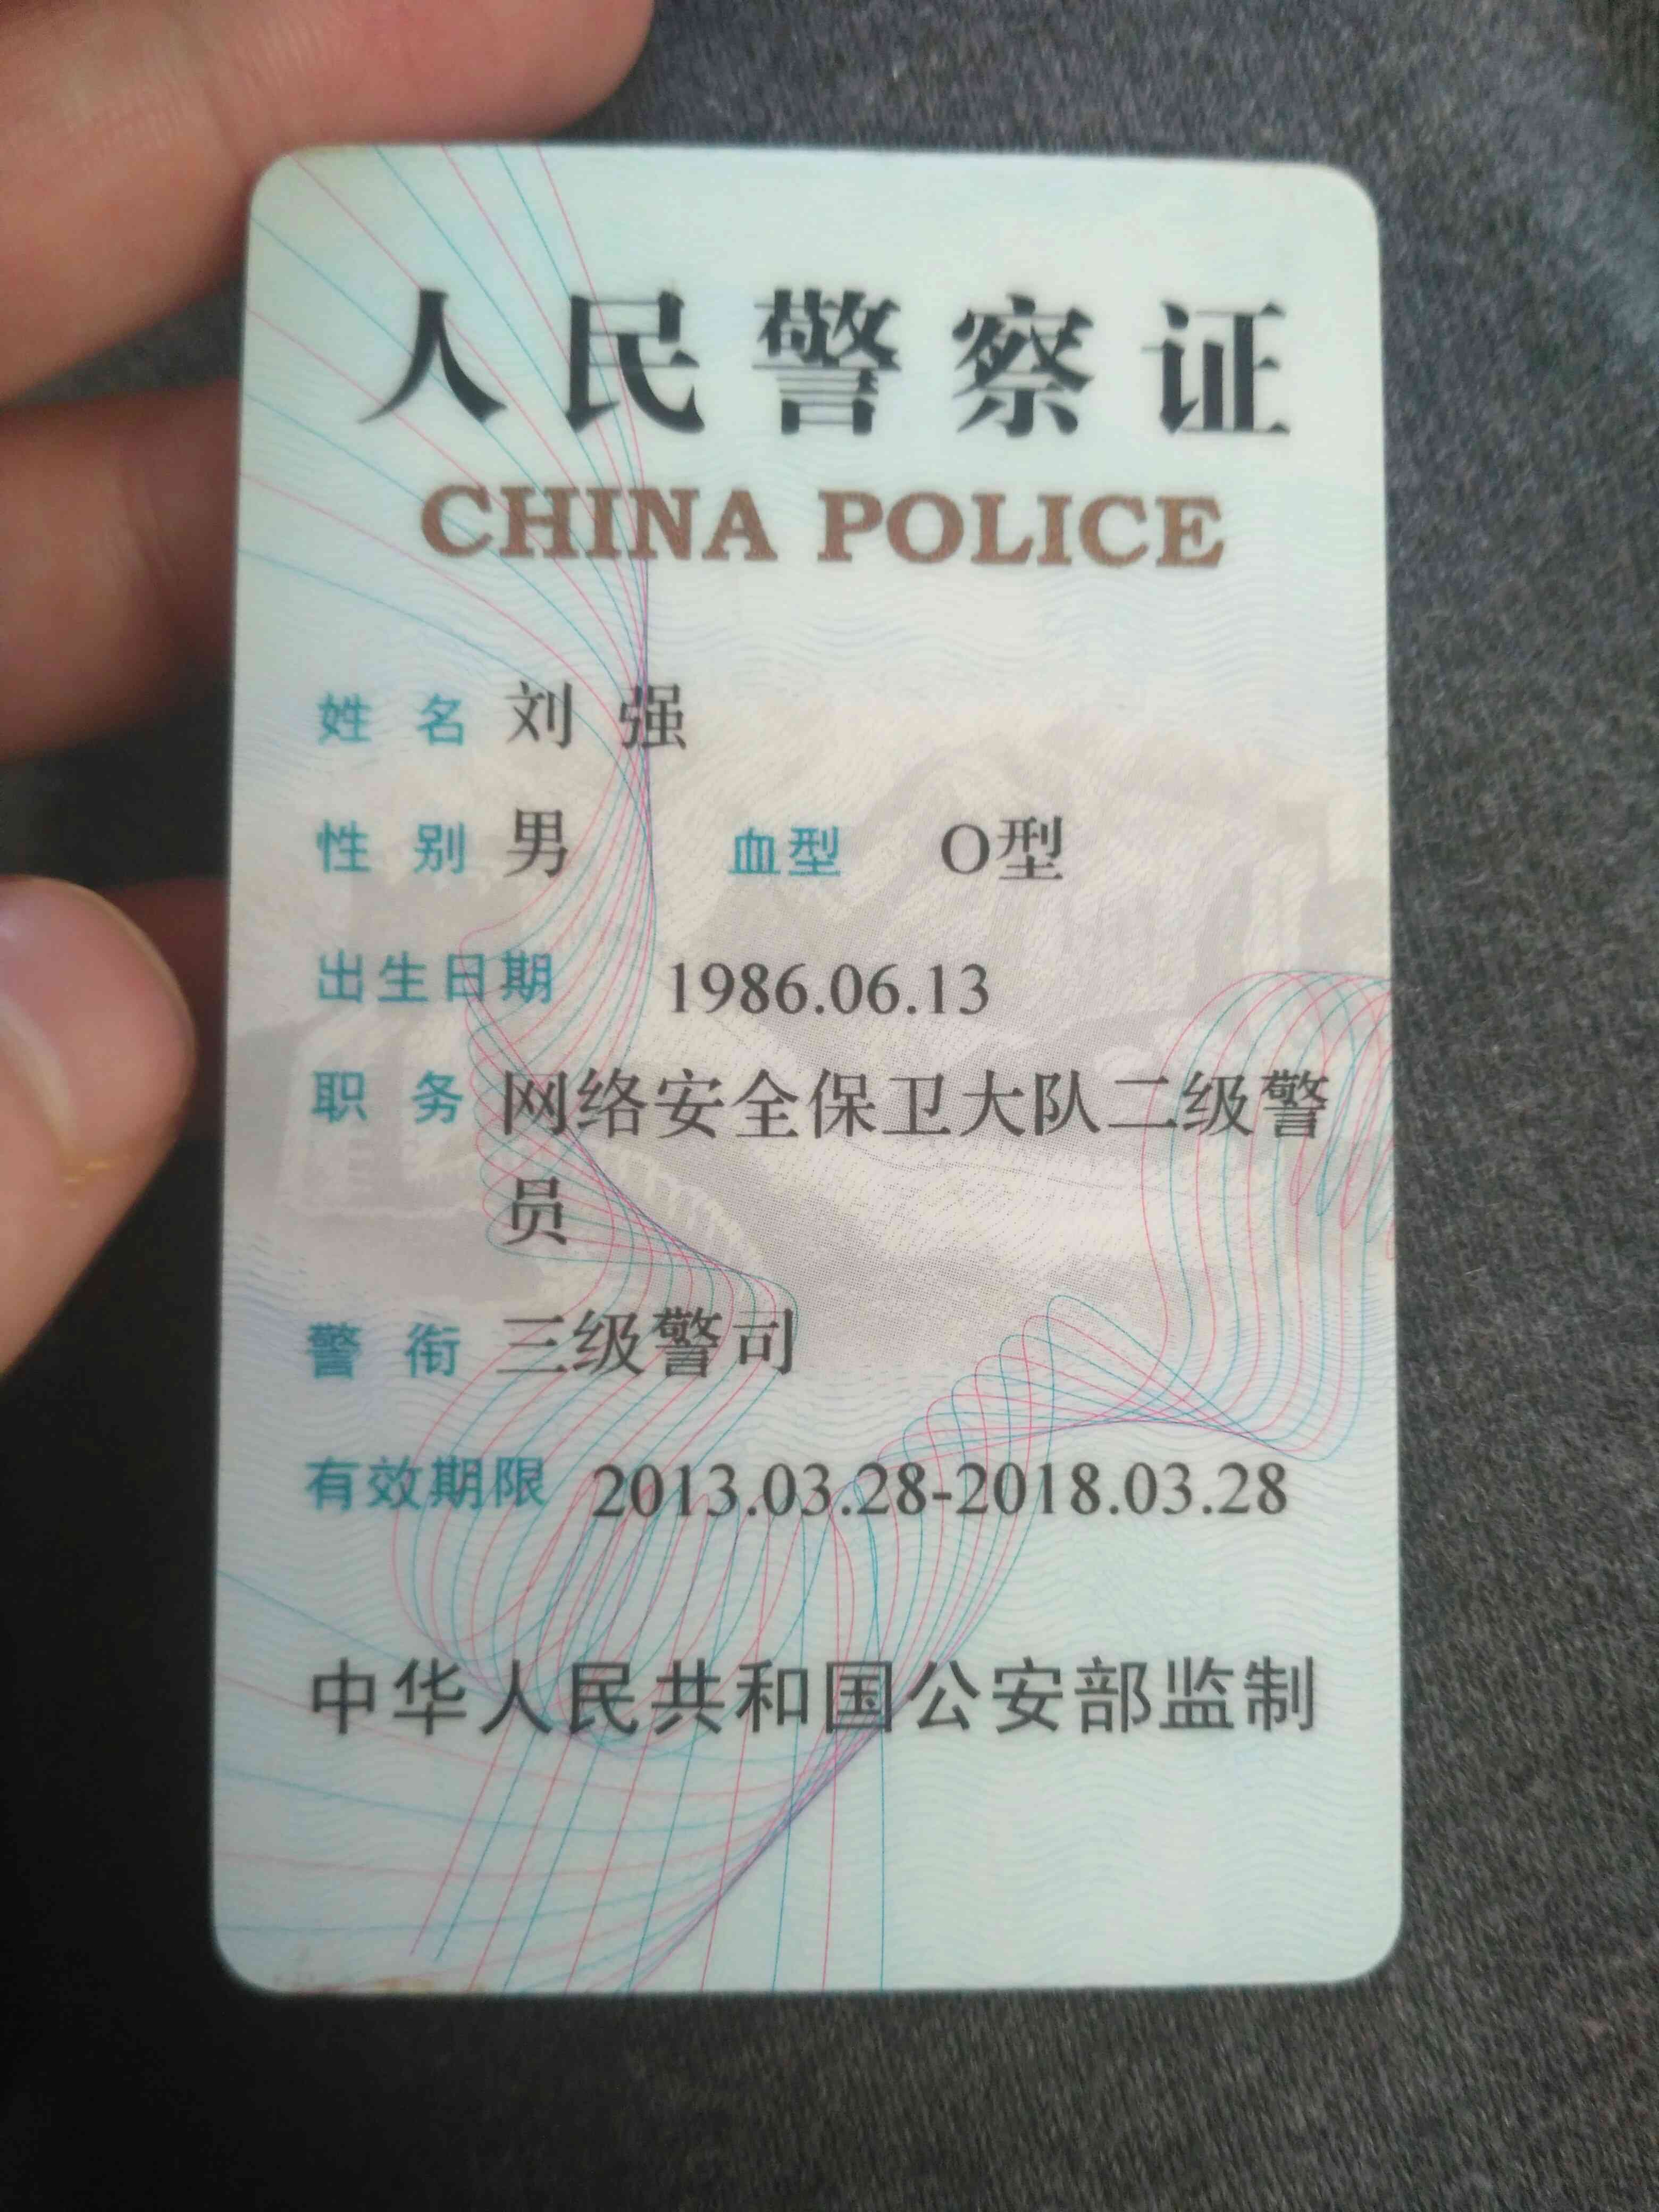 人民警察证
CHINA POLICE
姓名 刘强
性别 男 血型 O型
出生日期 1986.06.13
职务 网络安全保卫大队二级警
员
警衔 三级警司
有效期限 2013.03.28-2018.03.28
中华人民共和国公安部监制